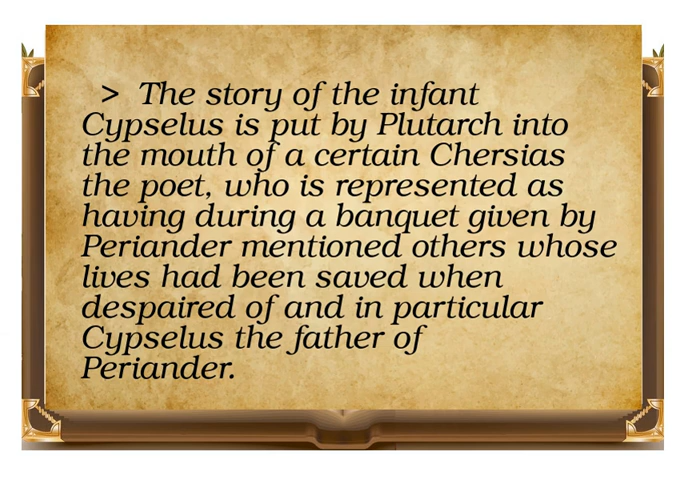 > The story of the infant
Cypselus is put by Plutarch into
the mouth of a certain Chersias
the poet, who is represented as
having during a banquet given by
Periander mentioned others whose
lives had been saved when
despaired of and in particular
Cypselus the father of
Periander.